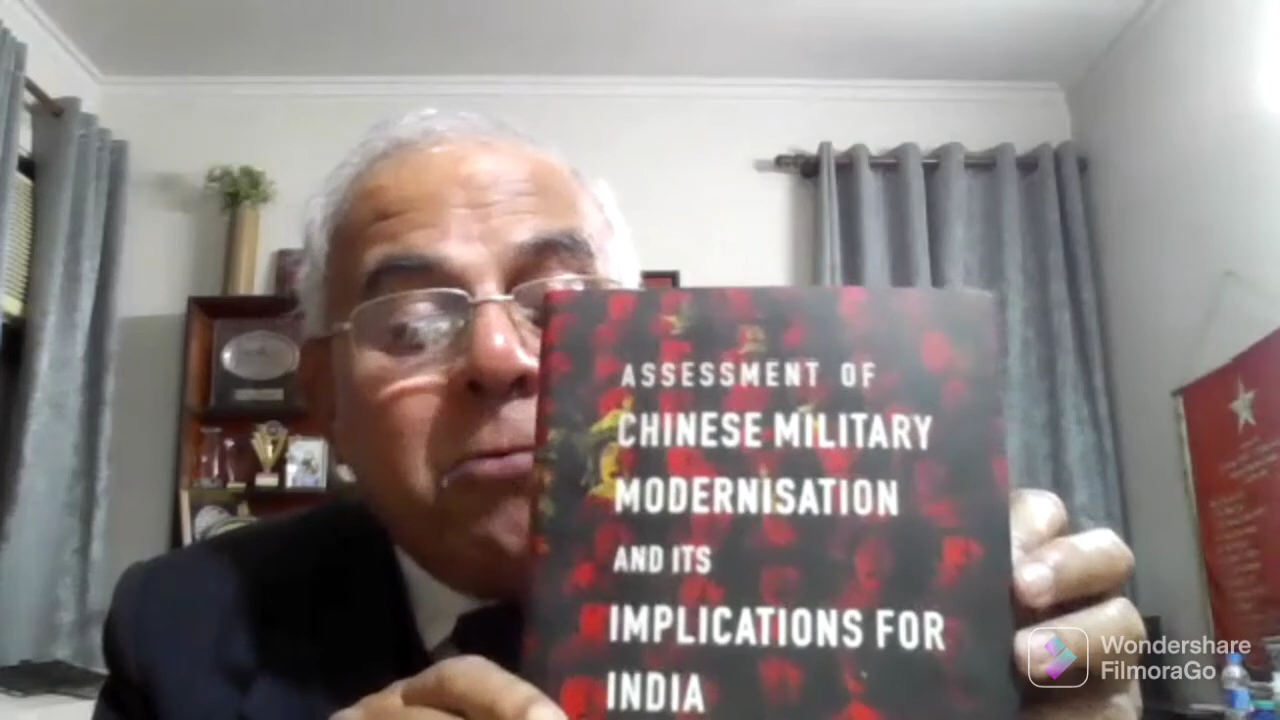 ASSESSMENT OF
CHINESE MILITARY
MODERNISATION
AND ITS
IMPLICATIONS FOR
INDIA
Wondershare
FilmoraGo